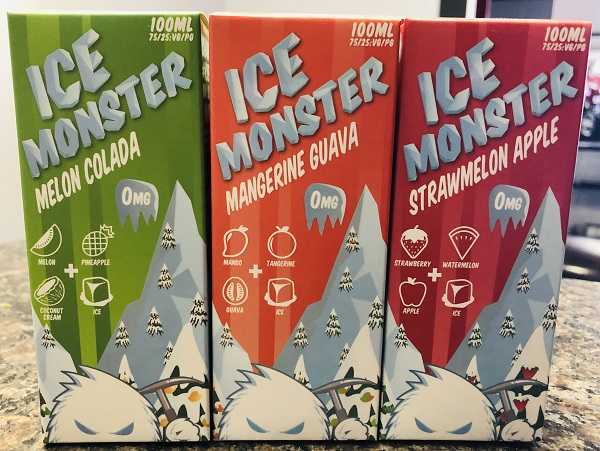 100ML
75/25:VG/PG
ICE
MONSTER
MELON COLADA
0MG
MELON
PINEAPPLE
+
COCONUT
CREAM
ICE
100ML
75/25:VG/PG
ICE
MONSTER
MANGERINE GUAVA
0MG
MANGO
TANGERINE
+
GUAVA
ICE
100ML
75/25:VG/PG
ICE
MONSTER
STRAWMELON APPLE
0MG
STRAWBERRY
WATERMELON
+
APPLE
ICE